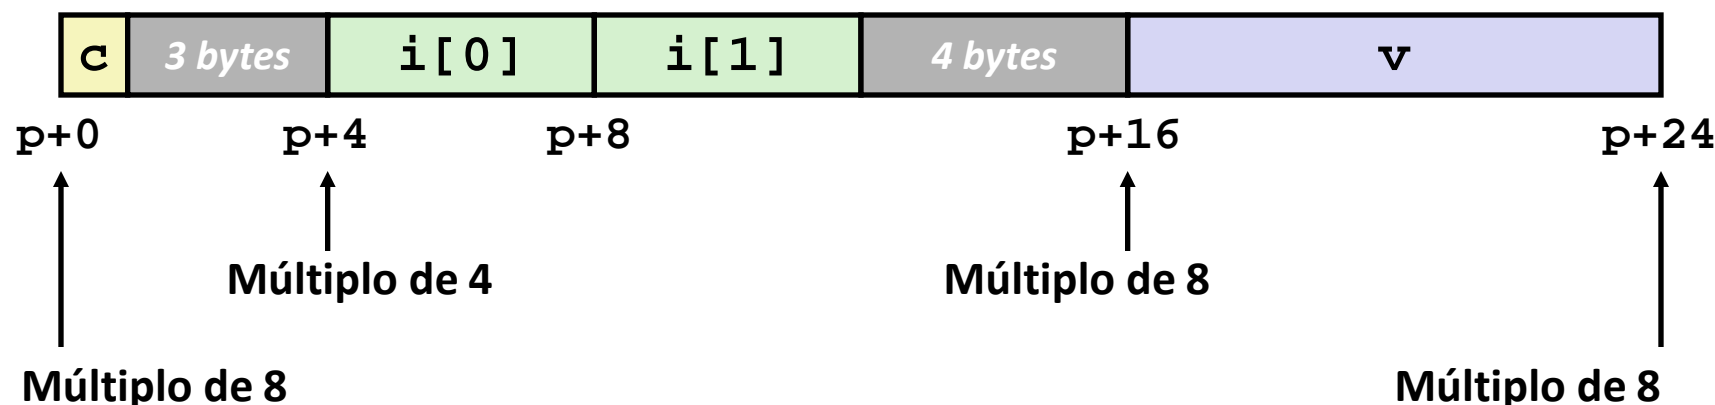 c 3 bytes i[0] i[1] 4 bytes v
p+0 p+4 p+8 p+16 p+24
Múltiplo de 4 Múltiplo de 8
Múltiplo de 8 Múltiplo de 8